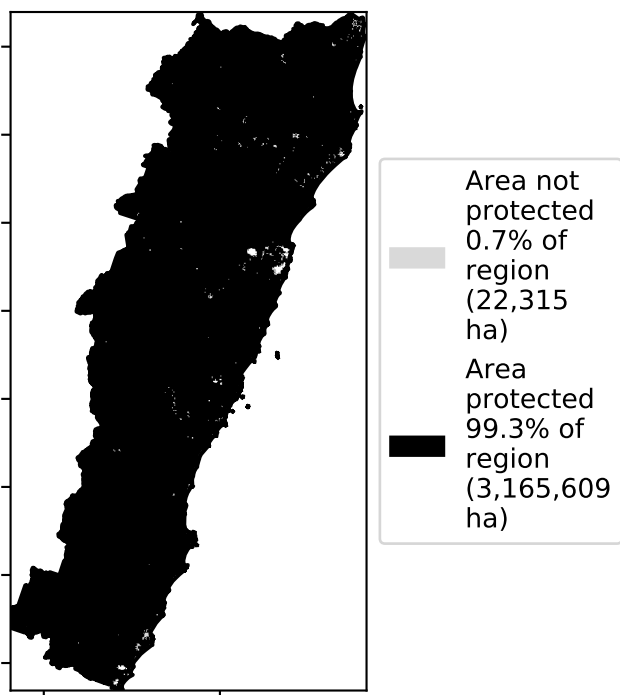 Area not
protected
0.7% of
region
(22,315
ha)
Area
protected
99.3% of
region
(3,165,609
ha)